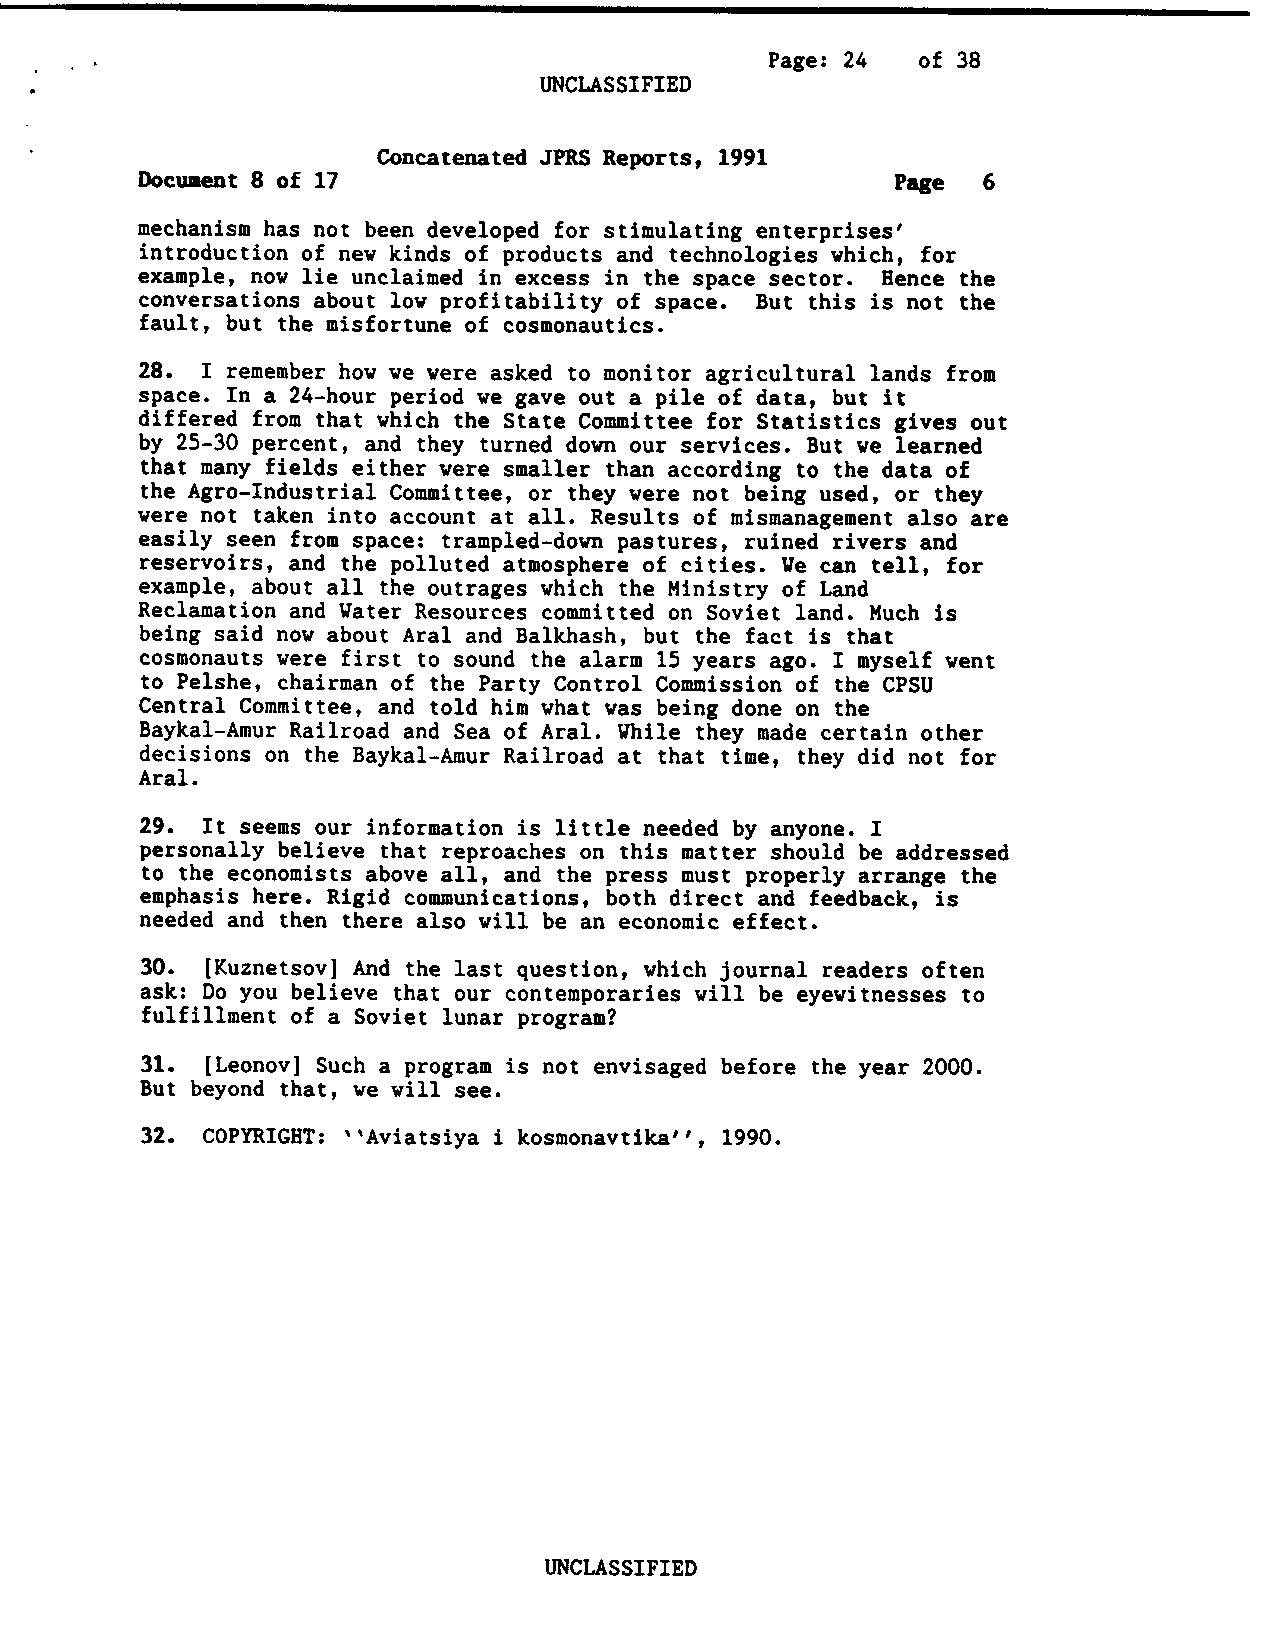 Page: 24 of 38
UNCLASSIFIED
Concatenated JPRS Reports, 1991
Document 8 of 17 Page 6
mechanism has not been developed for stimulating enterprises'
introduction of new kinds of products and technologies which, for
example, now lie unclaimed in excess in the space sector. Hence the
conversations about low profitability of space. But this is not the
fault, but the misfortune of cosmonautics.
28. I remember how we were asked to monitor agricultural lands from
space. In a 24-hour period we gave out a pile of data, but it
differed from that which the State Committee for Statistics gives out
by 25-30 percent, and they turned down our services. But we learned
that many fields either were smaller than according to the data of
the Agro-Industrial Committee, or they were not being used, or they
were not taken into account at all. Results of mismanagement also are
easily seen from space: trampled-down pastures, ruined rivers and
reservoirs, and the polluted atmosphere of cities. We can tell, for
example, about all the outrages which the Ministry of Land
Reclamation and Water Resources committed on Soviet land. Much is
being said now about Aral and Balkhash, but the fact is that
cosmonauts were first to sound the alarm 15 years ago. I myself went
to Pelshe, chairman of the Party Control Commission of the CPSU
Central Committee, and told him what was being done on the
Baykal-Amur Railroad and Sea of Aral. While they made certain other
decisions on the Baykal-Amur Railroad at that time, they did not for
Aral.
29. It seems our information is little needed by anyone. I
personally believe that reproaches on this matter should be addressed
to the economists above all, and the press must properly arrange the
emphasis here. Rigid communications, both direct and feedback, is
needed and then there also will be an economic effect.
30. [Kuznetsov] And the last question, which journal readers often
ask: Do you believe that our contemporaries will be eyewitnesses to
fulfillment of a Soviet lunar program?
31. [Leonov] Such a program is not envisaged before the year 2000.
But beyond that, we will see.
32. COPYRIGHT: ``Aviatsiya i kosmonavtika'', 1990.
UNCLASSIFIED